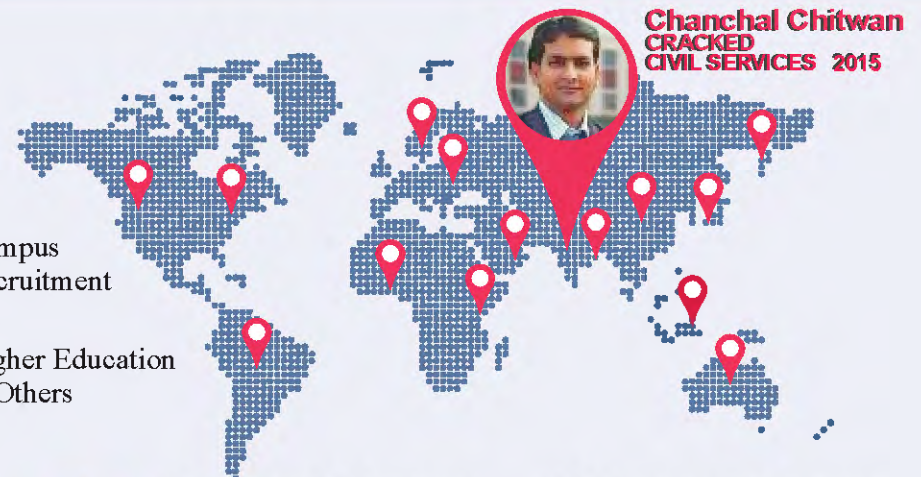 Chanchal Chitwan
CRACKED
CIVIL SERVICES 2015
mpus
cruitment
gher Education
Others